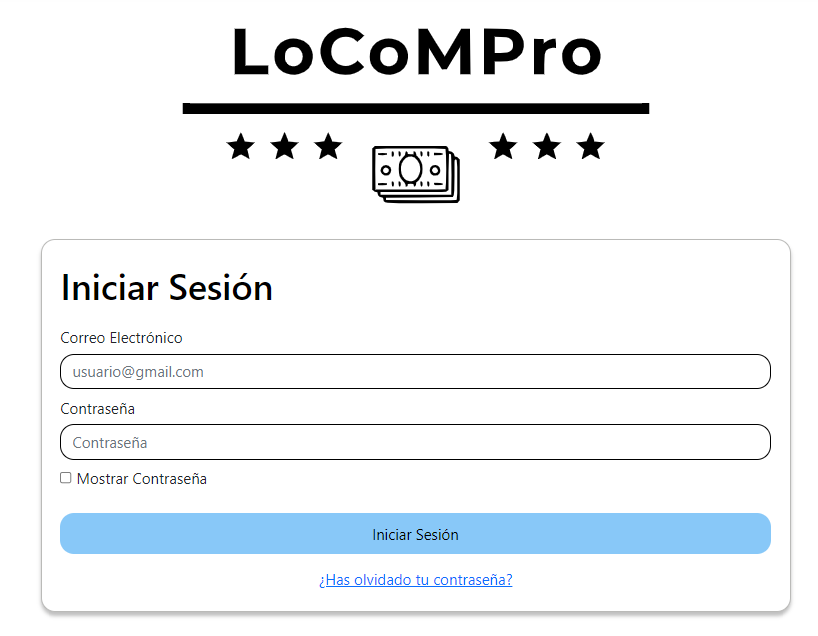 LoCoMPro
Iniciar Sesión
Correo Electrónico
usuario@gmail.com
Contraseña
Contraseña
Mostrar Contraseña
Iniciar Sesión
¿Has olvidado tu contraseña?